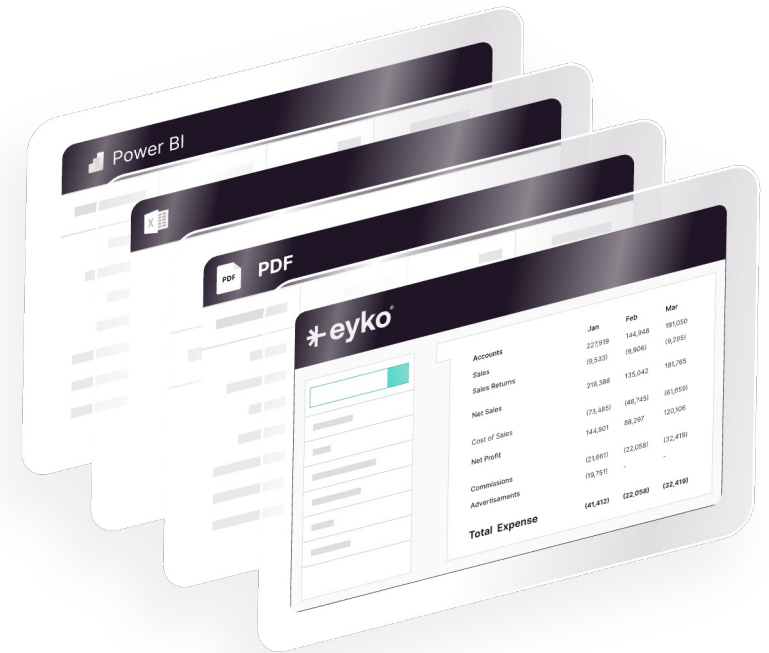 Power BI
X
PDF
PDF
eyko®
Jan Feb Mar
Accounts
Sales 227,919 144,948 191,050
Sales Returns (9,533) (9,906) (9,285)
Net Sales 218,386 135,042 181,765
Cost of Sales (73,485) (46,745) (61,659)
Net Profit 144,901 88,297 120,106
Commissions (21,661) (22,058) (32,419)
Advertisements (19,751) - -
Total Expense (41,412) (22,058) (32,419)